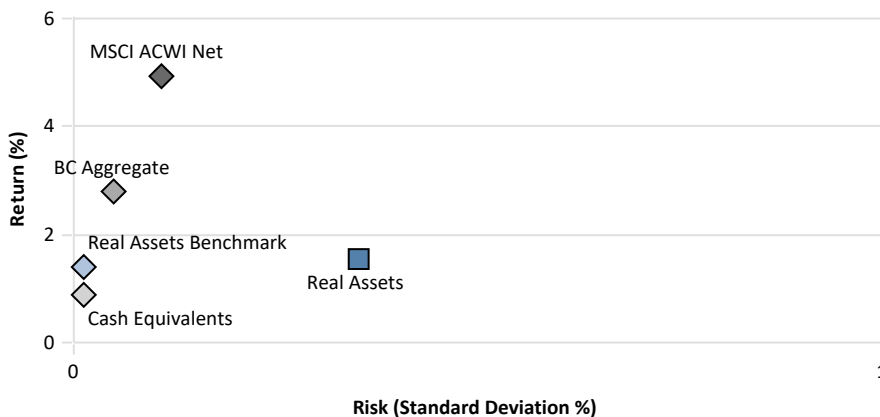 6
MSCI ACWI Net
4
BC Aggregate
Return (%)
Real Assets Benchmark
2
Real Assets
Cash Equivalents
0
0
Risk (Standard Deviation %)